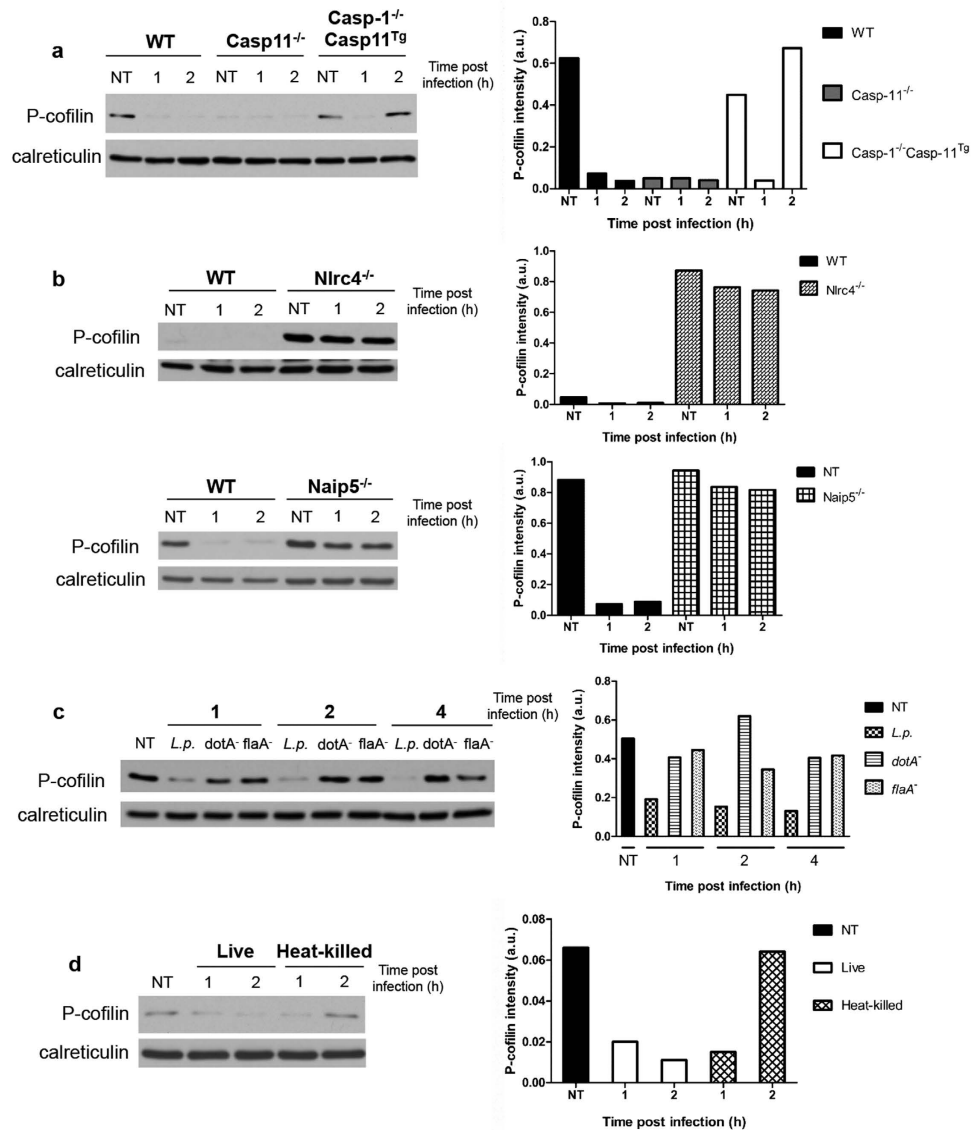 a
WT
Casp11-/-
Casp-1-/-
Casp11Tg
Time post
infection (h)
NT 1 2 NT 1 2 NT 1 2
P-cofilin
calreticulin
P-cofilin intensity (a.u.)
0.8
0.6
0.4
0.2
0.0
NT 1 2 NT 1 2 NT 1 2
Time post infection (h)
WT
Casp-11-/-
Casp-1-/-Casp-11Tg
b
WT
Nlrc4-/-
Time post
infection (h)
NT 1 2 NT 1 2
P-cofilin
calreticulin
P-cofilin intensity (a.u.)
1.0
0.8
0.6
0.4
0.2
0.0
NT 1 2 NT 1 2
Time post infection (h)
WT
Nlrc4-/-
WT
Naip5-/-
Time post
infection (h)
NT 1 2 NT 1 2
P-cofilin
calreticulin
P-cofilin intensity (a.u.)
1.0
0.8
0.6
0.4
0.2
0.0
NT 1 2 NT 1 2
Time post infection (h)
NT
Naip5-/-
c
1 2 4
Time post
infection (h)
NT L.p. dotA- flaA- L.p. dotA- flaA- L.p. dotA- flaA-
P-cofilin
calreticulin
P-cofilin intensity (a.u.)
0.8
0.6
0.4
0.2
0.0
NT 1 2 4
Time post infection (h)
NT
L.p.
dotA-
flaA-
d
Live
Heat-killed
Time post
infection (h)
NT 1 2 1 2
P-cofilin
calreticulin
P-cofilin intensity (a.u.)
0.08
0.06
0.04
0.02
0.00
NT 1 2 1 2
Time post infection (h)
NT
Live
Heat-killed